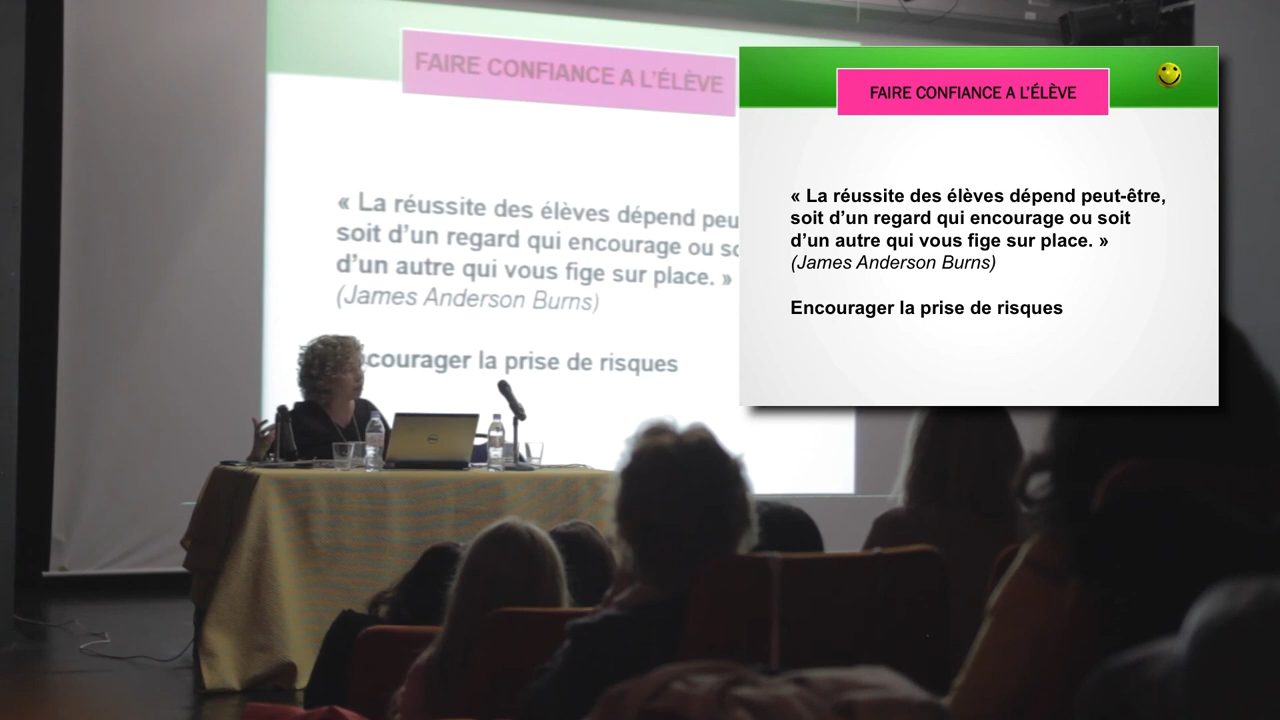 FAIRE CONFIANCE A L'ÉLÈVE
« La réussite des élèves dépend peu
soit d'un regard qui encourage ou so
d'un autre qui vous fige sur place. »
(James Anderson Burns)
courager la prise de risques
FAIRE CONFIANCE A L'ÉLÈVE
« La réussite des élèves dépend peut-être,
soit d'un regard qui encourage ou soit
d'un autre qui vous fige sur place. »
(James Anderson Burns)
Encourager la prise de risques